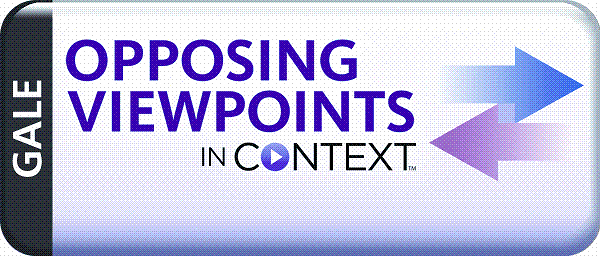 GALE
OPPOSING
VIEWPOINTS
IN CONTEXT™